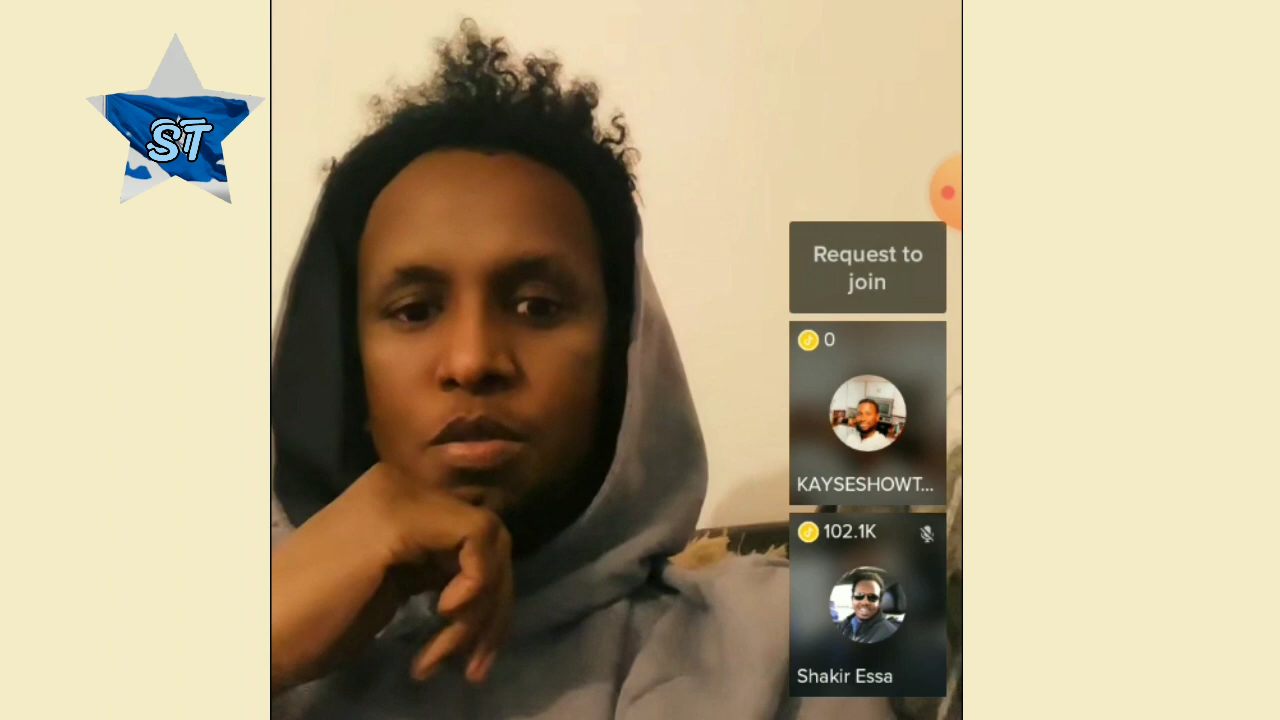 ST
Request to
join
0
KAYSESHOWT...
102.1K
Shakir Essa